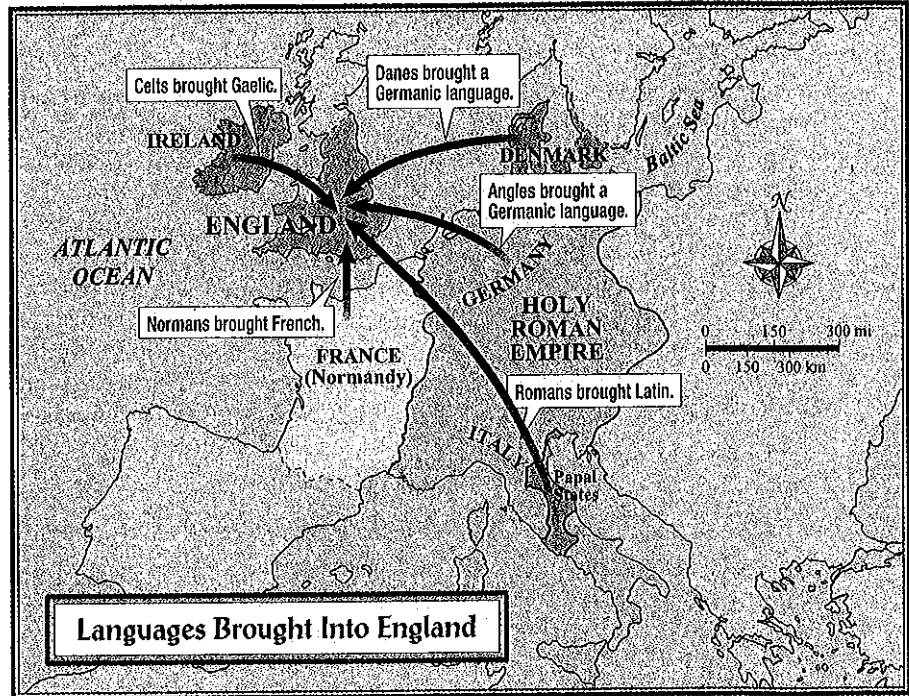 Celts brought Gaelic.
Danes brought a
Germanic language.
IRELAND
DENMARK
Baltic Sea
Angles brought a
Germanic language.
ENGLAND
N
ATLANTIC
OCEAN
GERMANY
Normans brought French.
HOLY
ROMAN
EMPIRE
0 150 300 mi
0 150 300 km
FRANCE
(Normandy)
Romans brought Latin.
ITALY
Papal
States
Languages Brought Into England